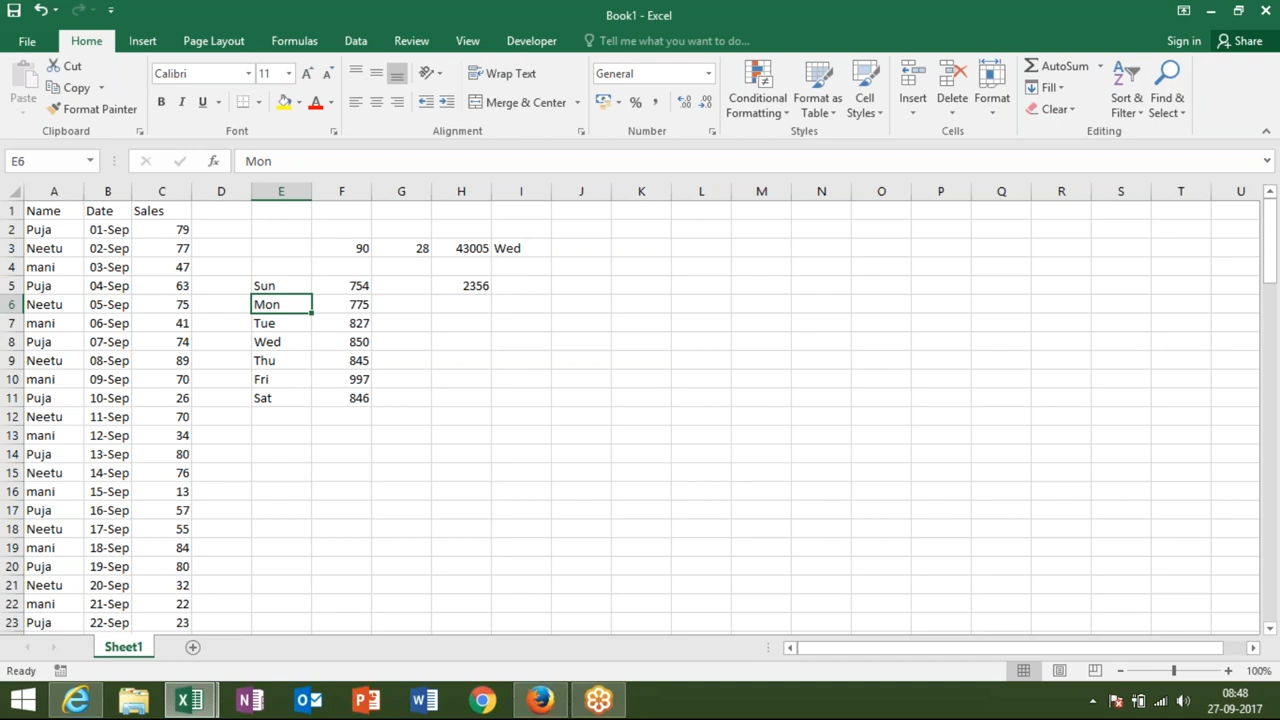 Book1 - Excel
File Home Insert Page Layout Formulas Data Review View Developer Tell me what you want to do... Sign in Share
Paste Cut Copy Format Painter Clipboard
Calibri 11 B I U A Font
Wrap Text Merge & Center Alignment
General % , Number
Conditional Formatting Format as Table Cell Styles Styles
Insert Delete Format Cells
AutoSum Fill Clear Sort & Filter Find & Select Editing
E6 fx Mon
A B C D E F G H I J K L M N O P Q R S T U
1 Name Date Sales
2 Puja 01-Sep 79
3 Neetu 02-Sep 77 90 28 43005 Wed
4 mani 03-Sep 47
5 Puja 04-Sep 63 Sun 754 2356
6 Neetu 05-Sep 75 Mon 775
7 mani 06-Sep 41 Tue 827
8 Puja 07-Sep 74 Wed 850
9 Neetu 08-Sep 89 Thu 845
10 mani 09-Sep 70 Fri 997
11 Puja 10-Sep 26 Sat 846
12 Neetu 11-Sep 70
13 mani 12-Sep 34
14 Puja 13-Sep 80
15 Neetu 14-Sep 76
16 mani 15-Sep 13
17 Puja 16-Sep 57
18 Neetu 17-Sep 55
19 mani 18-Sep 84
20 Puja 19-Sep 80
21 Neetu 20-Sep 32
22 mani 21-Sep 22
23 Puja 22-Sep 23
Sheet1
Ready 100%
08:48
27-09-2017